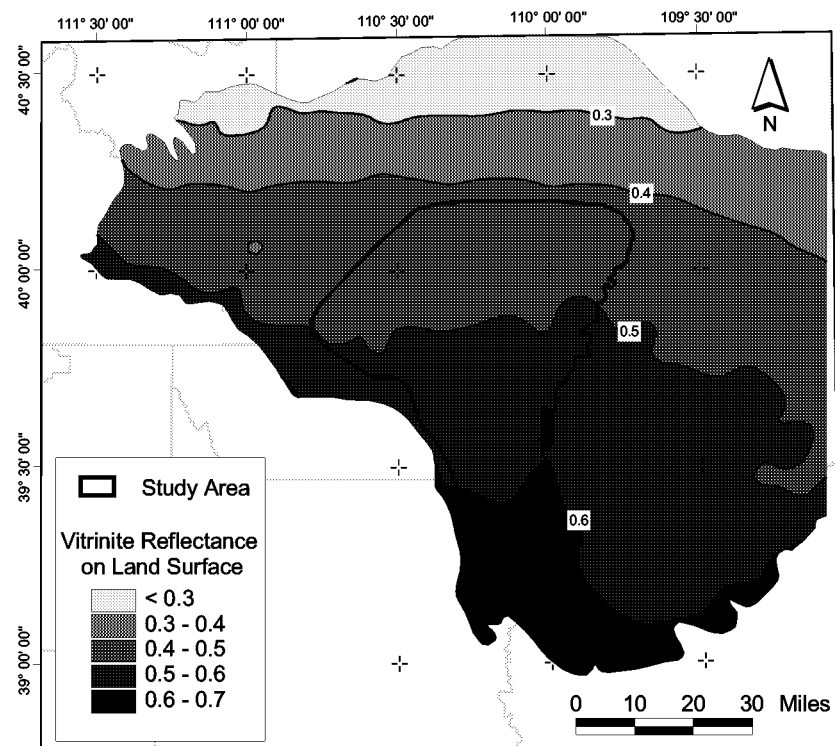 111° 30' 00"
111° 00' 00"
110° 30' 00"
110° 00' 00"
109° 30' 00"
40° 30' 00"
40° 00' 00"
39° 30' 00"
39° 00' 00"
N
0.3
0.4
0.5
0.6
Study Area
Vitrinite Reflectance
on Land Surface
< 0.3
0.3 - 0.4
0.4 - 0.5
0.5 - 0.6
0.6 - 0.7
0 10 20 30 Miles